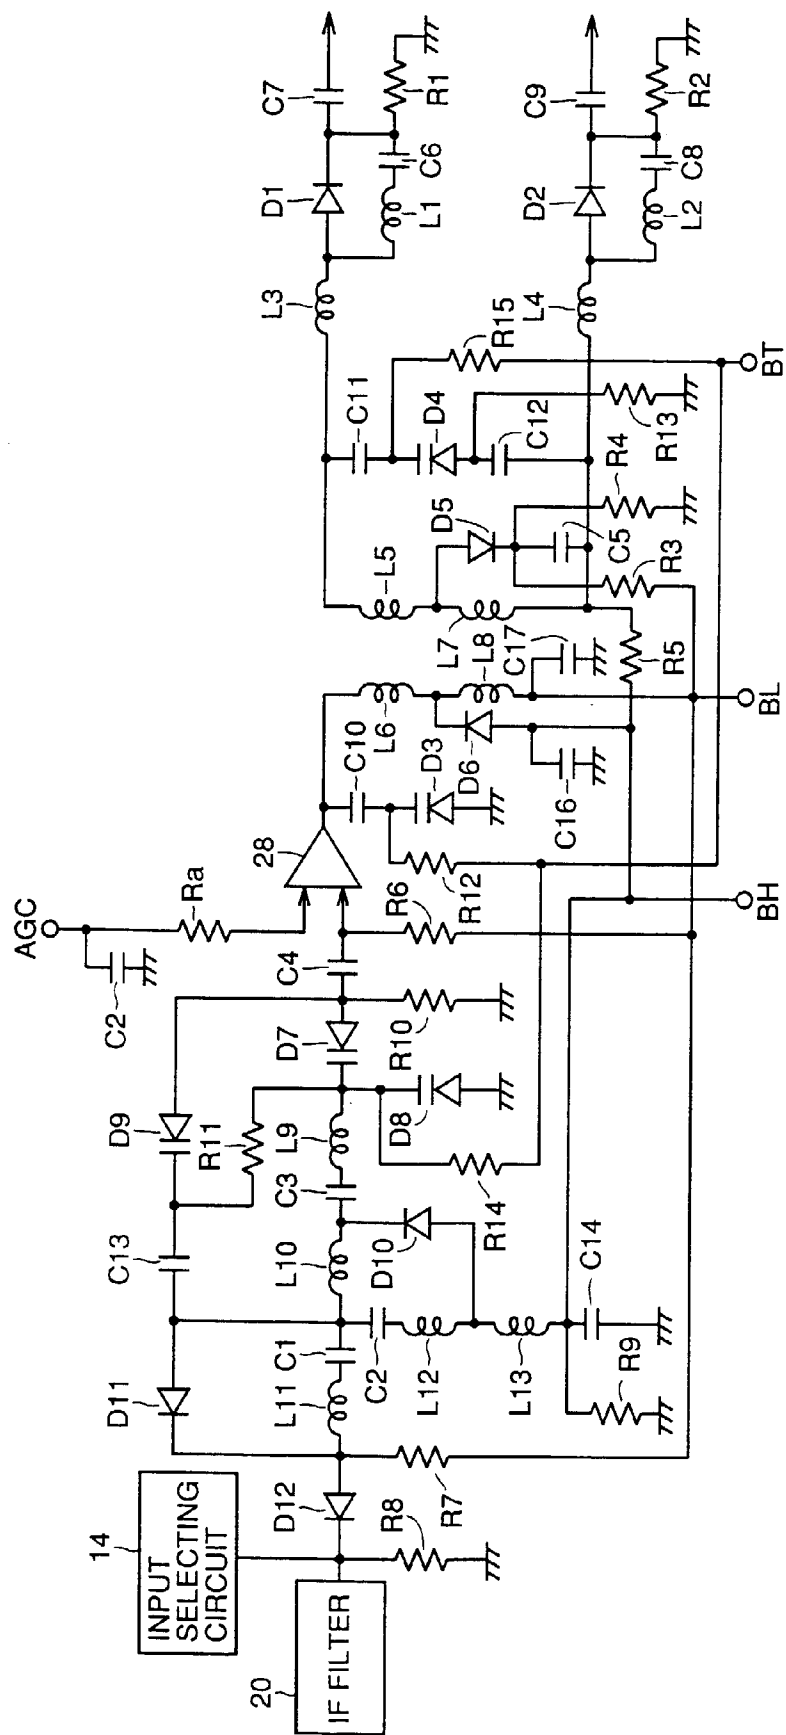 14
INPUT
SELECTING
CIRCUIT
20
IF FILTER
D11
C13
D9
R11
AGC
C2
Ra
28
D12
L11
C1
L10
C3
L9
D7
C4
R8
R7
C2
L12
L13
D10
R14
D8
R10
R6
R12
C10
D3
L6
D6
L8
C16
C17
R9
C14
BH
BL
BT
L5
L7
D5
C5
R3
R4
R5
R13
C11
D4
C12
R15
L3
D1
L1
C6
R1
C7
L4
D2
L2
C8
R2
C9